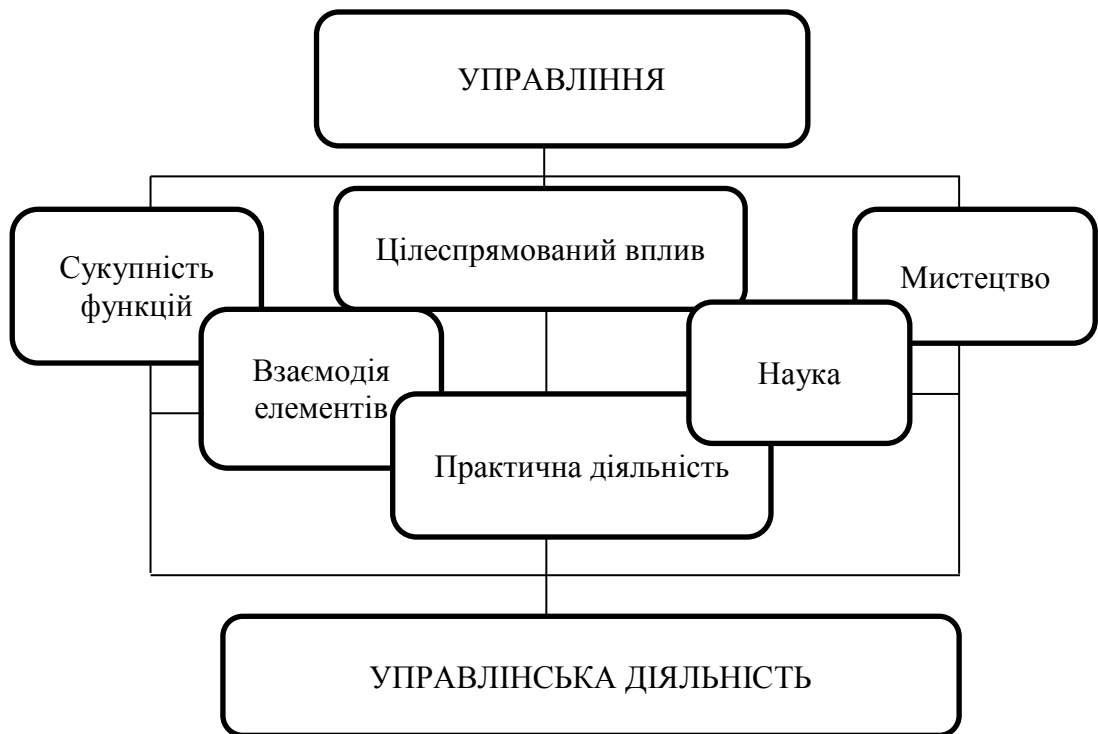 УПРАВЛІННЯ
Цілеспрямований вплив
Сукупність
функцій
Мистецтво
Взаємодія
елементів
Наука
Практична діяльність
УПРАВЛІНСЬКА ДІЯЛЬНІСТЬ